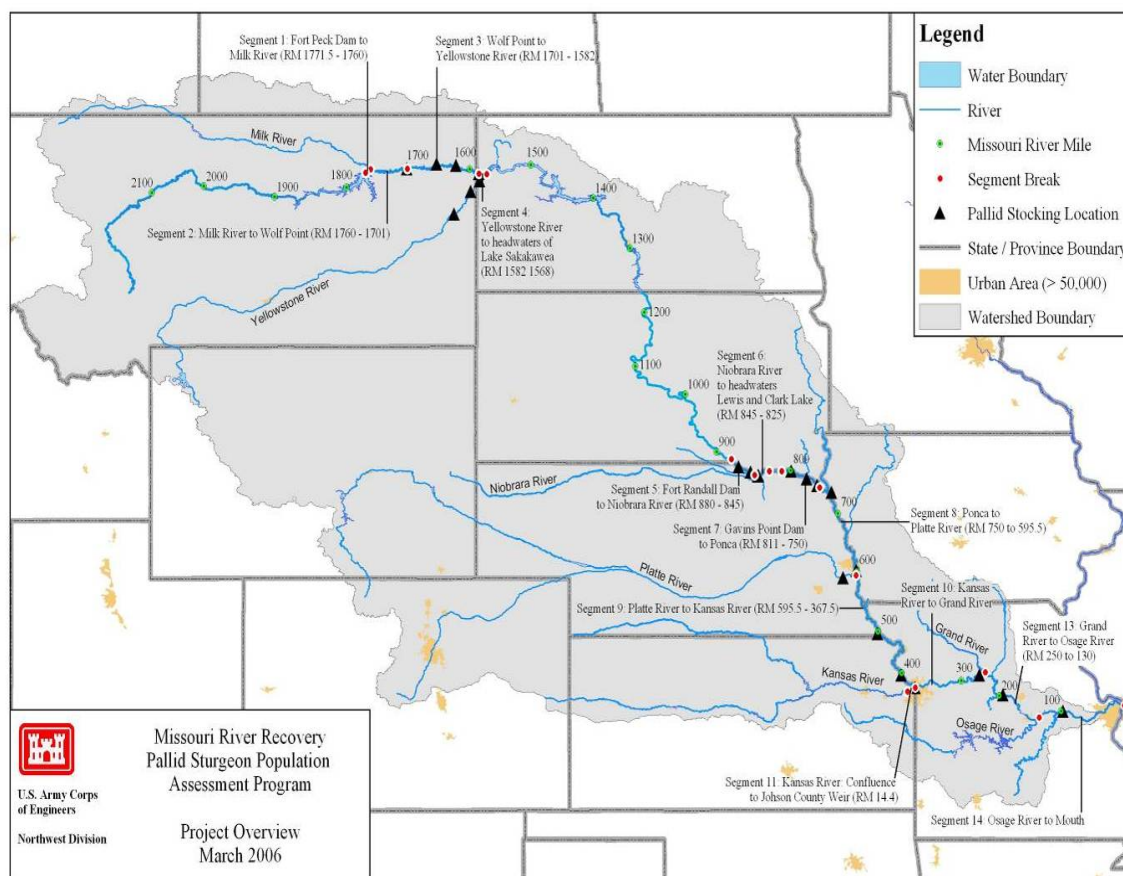 Segment 1: Fort Peck Dam to
Milk River (RM 1771.5 - 1760)
Segment 3: Wolf Point to
Yellowstone River (RM 1701 - 1582)
Legend
Water Boundary
River
Missouri River Mile
Segment Break
Pallid Stocking Location
State / Province Boundary
Urban Area (> 50,000)
Watershed Boundary
Milk River
2100
2000
1900
1800
1700
1600
1500
1400
1300
1200
1100
1000
900
800
700
600
500
400
300
200
100
Segment 2: Milk River to Wolf Point (RM 1760 - 1701)
Segment 4:
Yellowstone River
to headwaters of
Lake Sakakawea
(RM 1582 1568)
Yellowstone River
Segment 6:
Niobrara River
to headwaters
Lewis and Clark Lake
(RM 845 - 825)
Niobrara River
Segment 5: Fort Randall Dam
to Niobrara River (RM 880 - 845)
Segment 7: Gavins Point Dam
to Ponca (RM 811 - 750)
Segment 8: Ponca to
Platte River (RM 750 to 595.5)
Platte River
Segment 9: Platte River to Kansas River (RM 595.5 - 367.5)
Segment 10: Kansas
River to Grand River
Grand River
Segment 13: Grand
River to Osage River
(RM 250 to 130)
Kansas River
Osage River
Segment 11: Kansas River: Confluence
to Johson County Weir (RM 14.4)
Segment 14: Osage River to Mouth
U.S. Army Corps
of Engineers
Northwest Division
Missouri River Recovery
Pallid Sturgeon Population
Assessment Program
Project Overview
March 2006